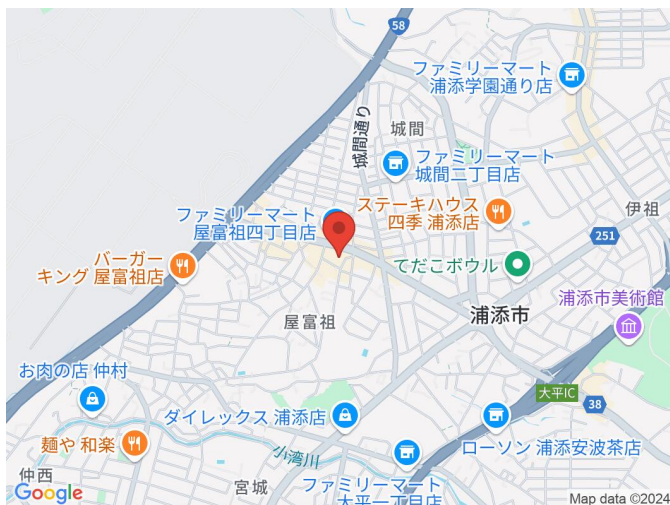 58
ファミリーマート
浦添学園通り店
城間通り
城間
ファミリーマート
城間二丁目店
ステーキハウス
四季 浦添店
伊祖
ファミリーマート
屋富祖四丁目店
251
バーガー
キング 屋富祖店
てだこボウル
浦添市美術館
浦添市
屋富祖
お肉の店 仲村
大平IC
38
ダイレックス 浦添店
麺や 和楽
小湾川
ローソン 浦添安波茶店
仲西
宮城
ファミリーマート
大平一丁目店
Google
Map data ©2024